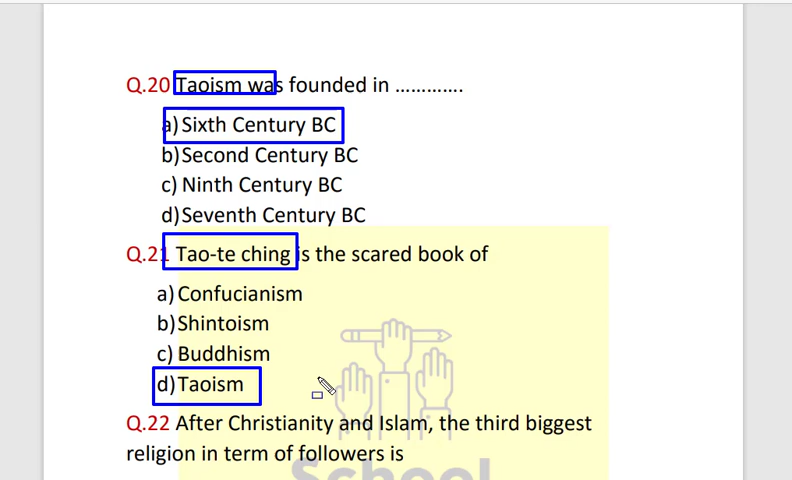 Q.20 Taoism was founded in ………….
a) Sixth Century BC
b) Second Century BC
c) Ninth Century BC
d) Seventh Century BC
Q.21 Tao-te ching is the scared book of
a) Confucianism
b) Shintoism
c) Buddhism
d) Taoism
Q.22 After Christianity and Islam, the third biggest
religion in term of followers is
School